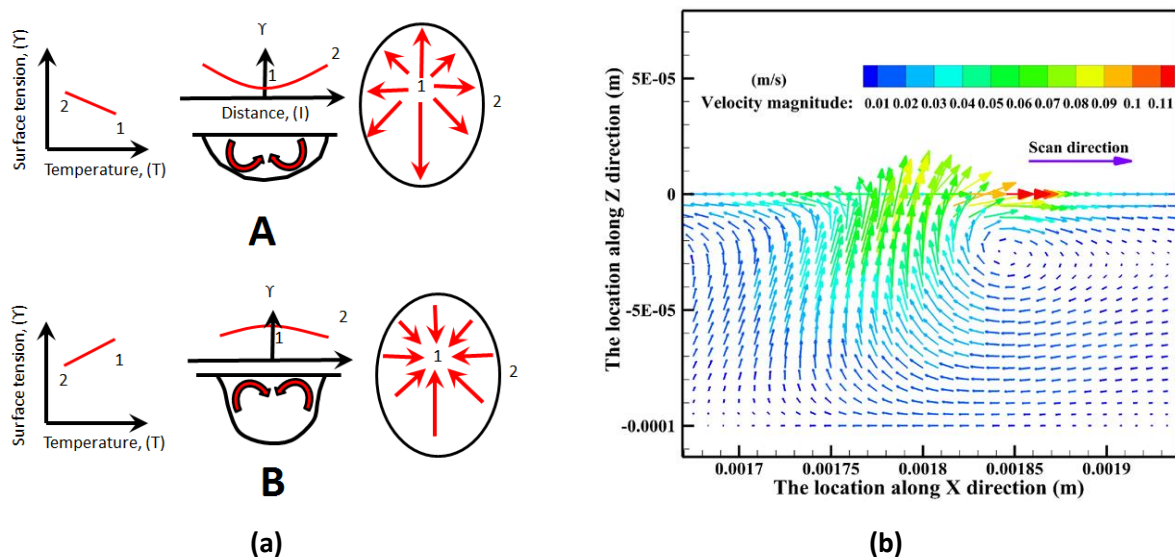 Surface tension, (ϒ)
2
1
Temperature, (T)
ϒ
1
2
Distance, (I)
1
2
A
Surface tension, (ϒ)
1
2
Temperature, (T)
ϒ
1
2
1
2
B
(a)
The location along Z direction (m)
5E-05
0
-5E-05
-0.0001
(m/s)
Velocity magnitude:
0.01 0.02 0.03 0.04 0.05 0.06 0.07 0.08 0.09 0.1 0.11
Scan direction
0.0017 0.00175 0.0018 0.00185 0.0019
The location along X direction (m)
(b)